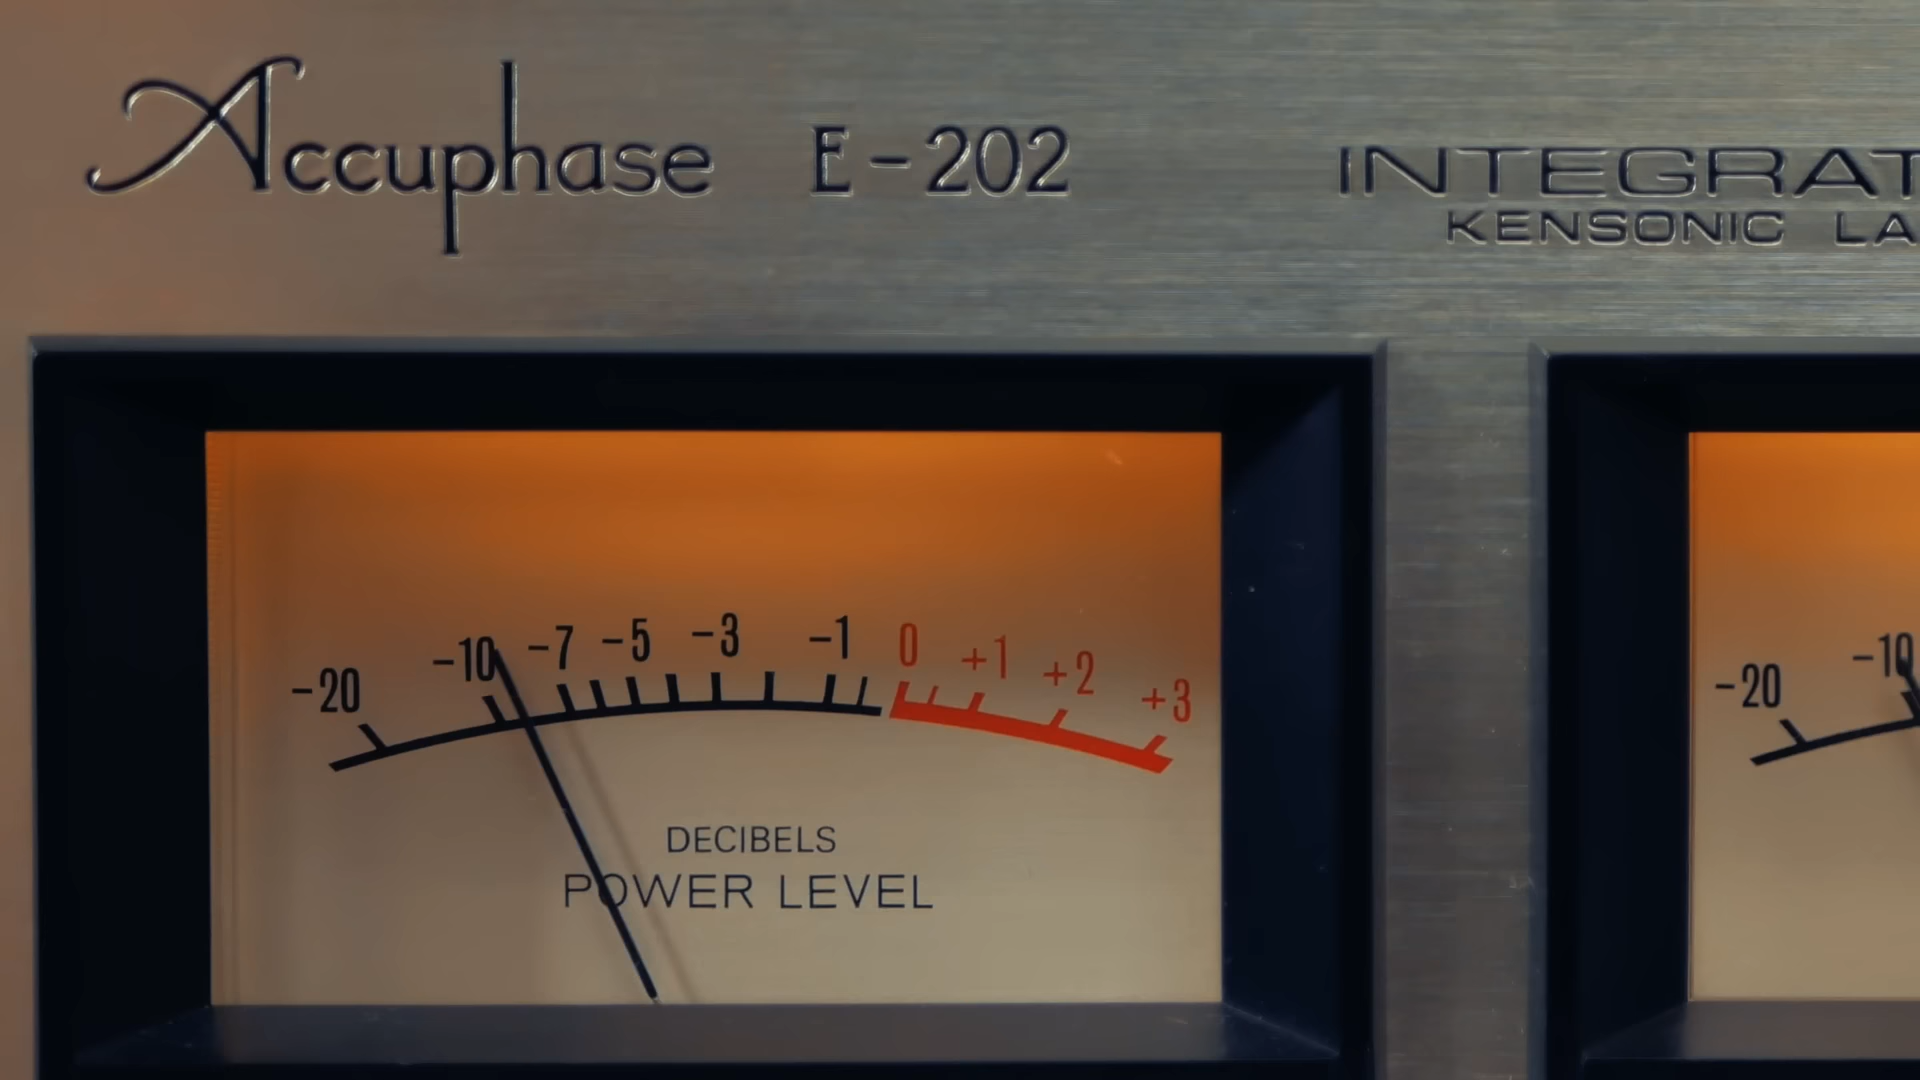 Accuphase E-202
INTEGRAT
KENSONIC LA
-20 -10 -7 -5 -3 -1 0 +1 +2 +3
DECIBELS
POWER LEVEL
-20 -10